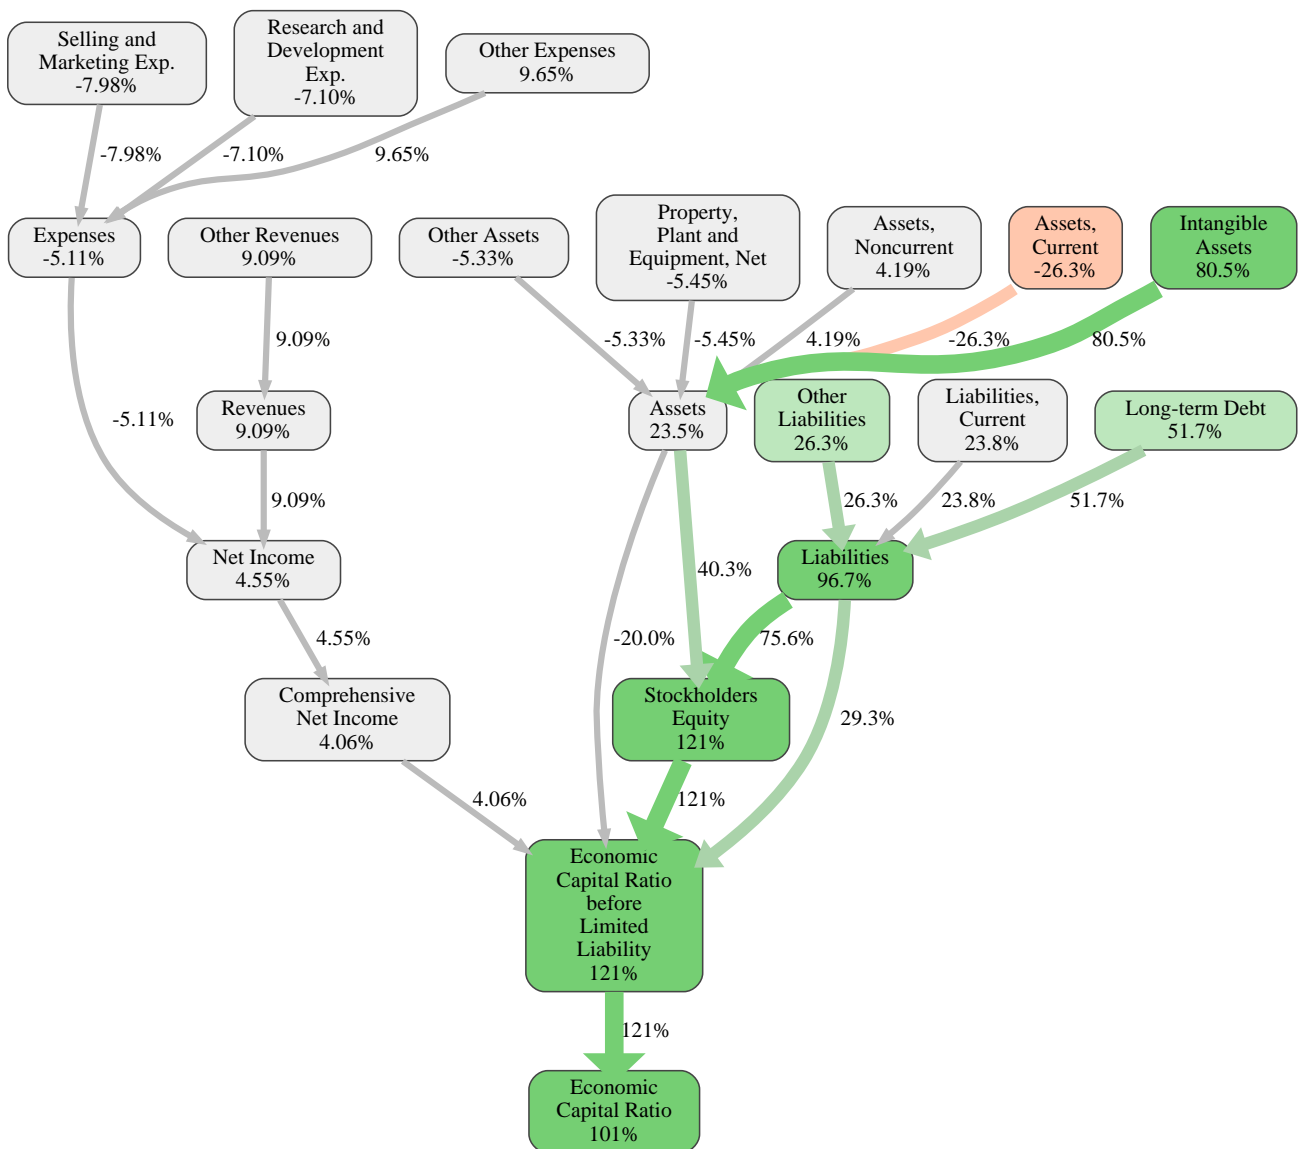 Selling and
Marketing Exp.
-7.98%
Research and
Development
Exp.
-7.10%
Other Expenses
9.65%
-7.98%
-7.10%
9.65%
Expenses
-5.11%
Other Revenues
9.09%
Other Assets
-5.33%
Property,
Plant and
Equipment, Net
-5.45%
Assets,
Noncurrent
4.19%
Assets,
Current
-26.3%
Intangible
Assets
80.5%
9.09%
-5.33%
-5.45%
4.19%
-26.3%
80.5%
-5.11%
Revenues
9.09%
Assets
23.5%
Other
Liabilities
26.3%
Liabilities,
Current
23.8%
Long-term Debt
51.7%
9.09%
26.3%
23.8%
51.7%
Net Income
4.55%
40.3%
Liabilities
96.7%
4.55%
-20.0%
75.6%
Comprehensive
Net Income
4.06%
Stockholders
Equity
121%
29.3%
4.06%
121%
Economic
Capital Ratio
before
Limited
Liability
121%
121%
Economic
Capital Ratio
101%